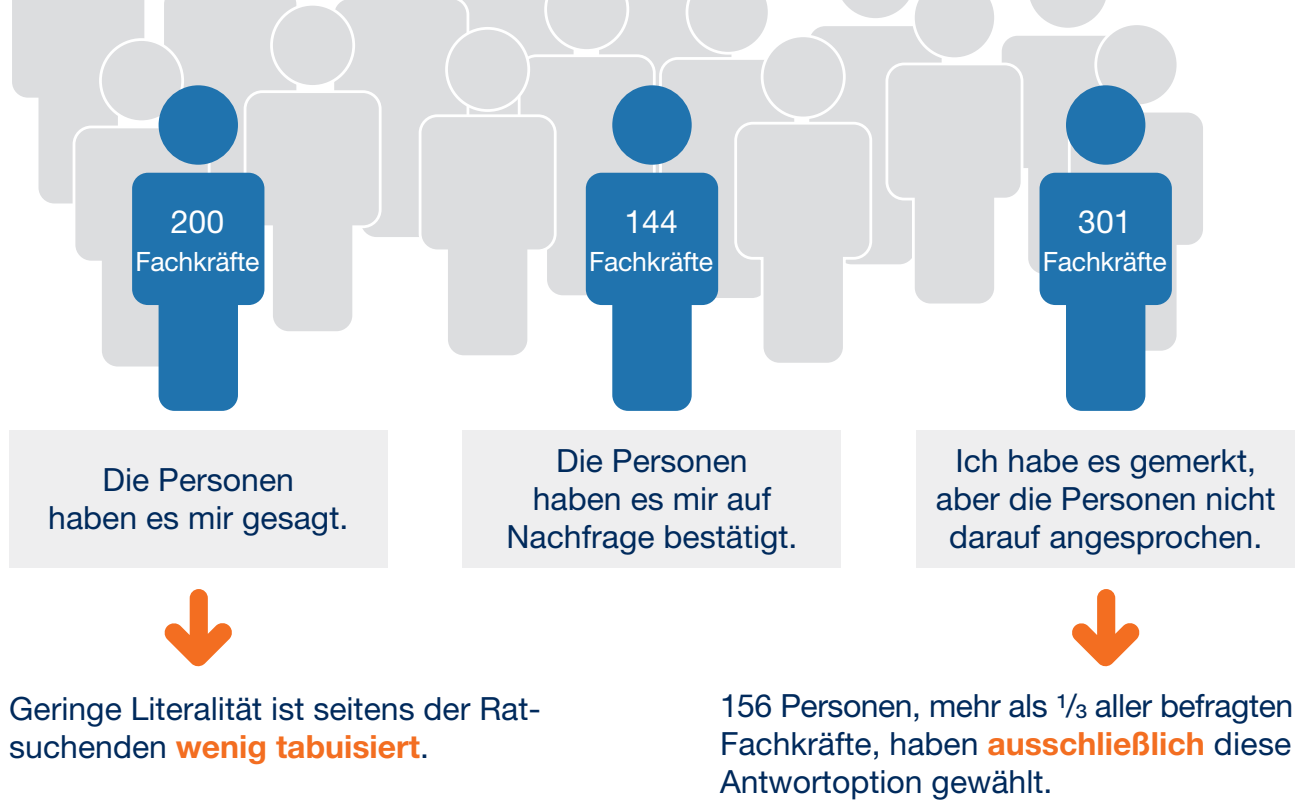 200
Fachkräfte
144
Fachkräfte
301
Fachkräfte
Die Personen
haben es mir gesagt.
Die Personen
haben es mir auf
Nachfrage bestätigt.
Ich habe es gemerkt,
aber die Personen nicht
darauf angesprochen.
Geringe Literalität ist seitens der Rat-
suchenden wenig tabuisiert.
156 Personen, mehr als ¹/₃ aller befragten
Fachkräfte, haben ausschließlich diese
Antwortoption gewählt.